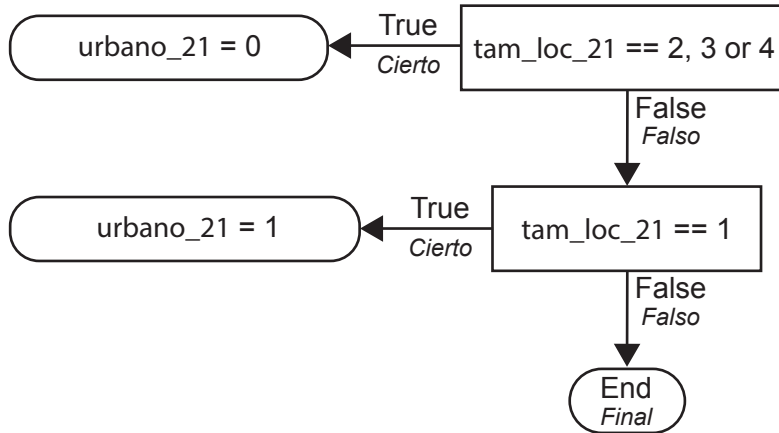 urbano_21 = 0
True
Cierto
tam_loc_21 == 2, 3 or 4
False
Falso
urbano_21 = 1
True
Cierto
tam_loc_21 == 1
False
Falso
End
Final